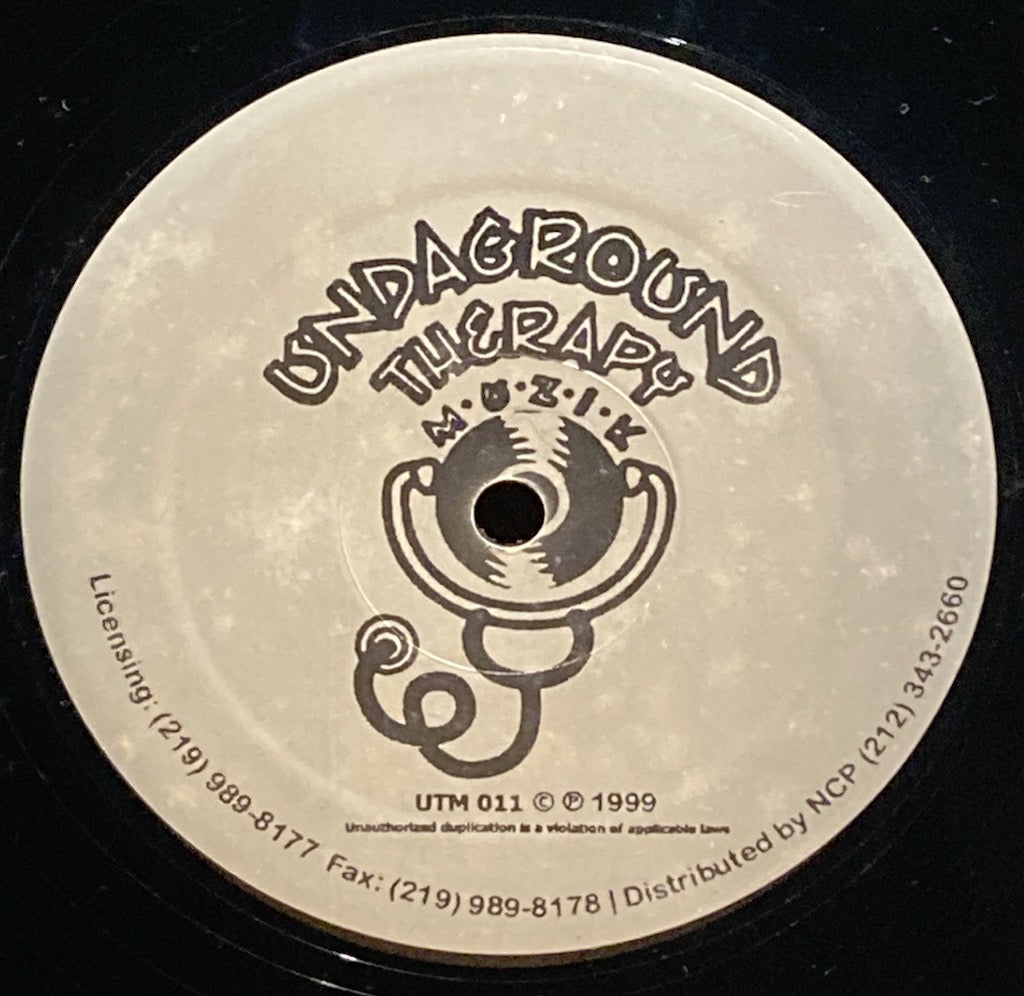 UNDAGROUND
THERAPY
M·U·Z·I·K
UTM 011 © ℗ 1999
Unauthorized duplication is a violation of applicable laws
Licensing: (219) 989-8177 Fax: (219) 989-8178 | Distributed by NCP (212) 343-2660